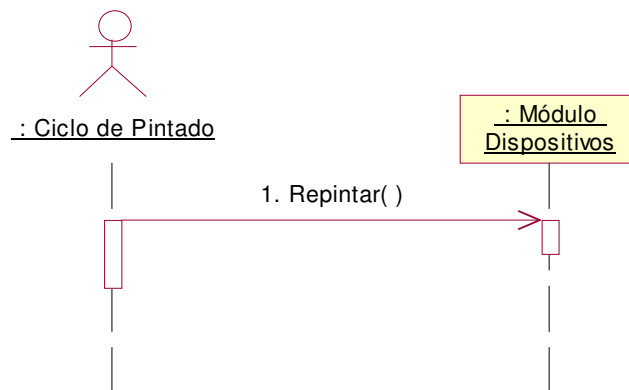 : Ciclo de Pintado
: Módulo
Dispositivos
1. Repintar( )